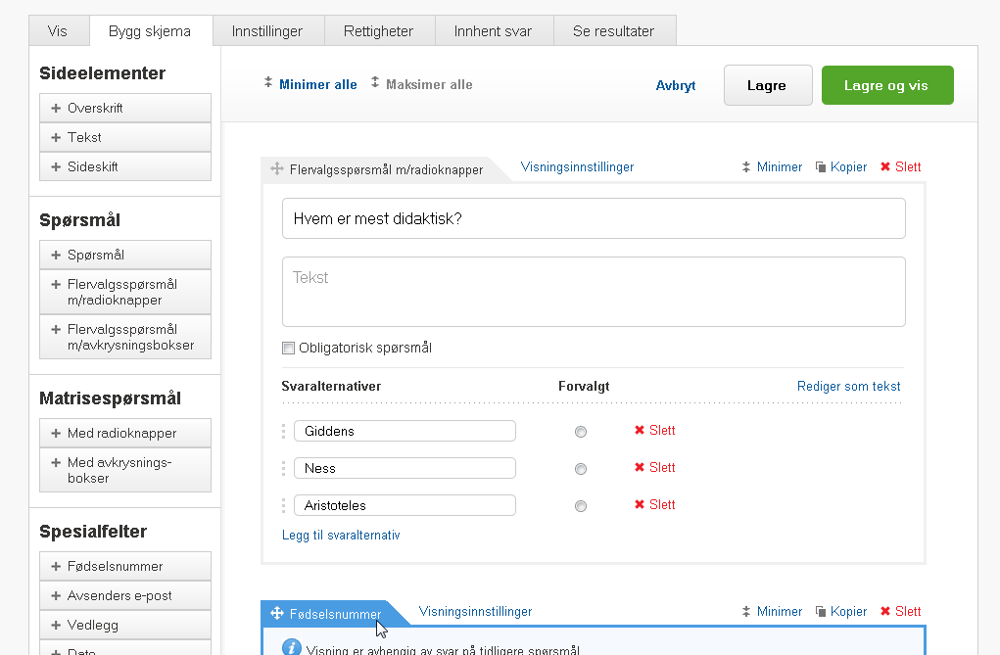 Vis
Bygg skjema
Innstillinger
Rettigheter
Innhent svar
Se resultater
Sideelementer
Overskrift
Tekst
Sideskift
Spørsmål
Spørsmål
Flervalgsspørsmål
m/radioknapper
Flervalgsspørsmål
m/avkrysningsbokser
Matrisespørsmål
Med radioknapper
Med avkrysnings-
bokser
Spesialfelter
Fødselsnummer
Avsenders e-post
Vedlegg
Dato
Minimer alle
Maksimer alle
Avbryt
Lagre
Lagre og vis
Flervalgsspørsmål m/radioknapper
Visningsinnstillinger
Minimer
Kopier
Slett
Hvem er mest didaktisk?
Tekst
Obligatorisk spørsmål
Svaralternativer
Forvalgt
Rediger som tekst
Giddens
Slett
Ness
Slett
Aristoteles
Slett
Legg til svaralternativ
Fødselsnummer
Visningsinnstillinger
Minimer
Kopier
Slett
Visning er avhengig av svar på tidligere spørsmål